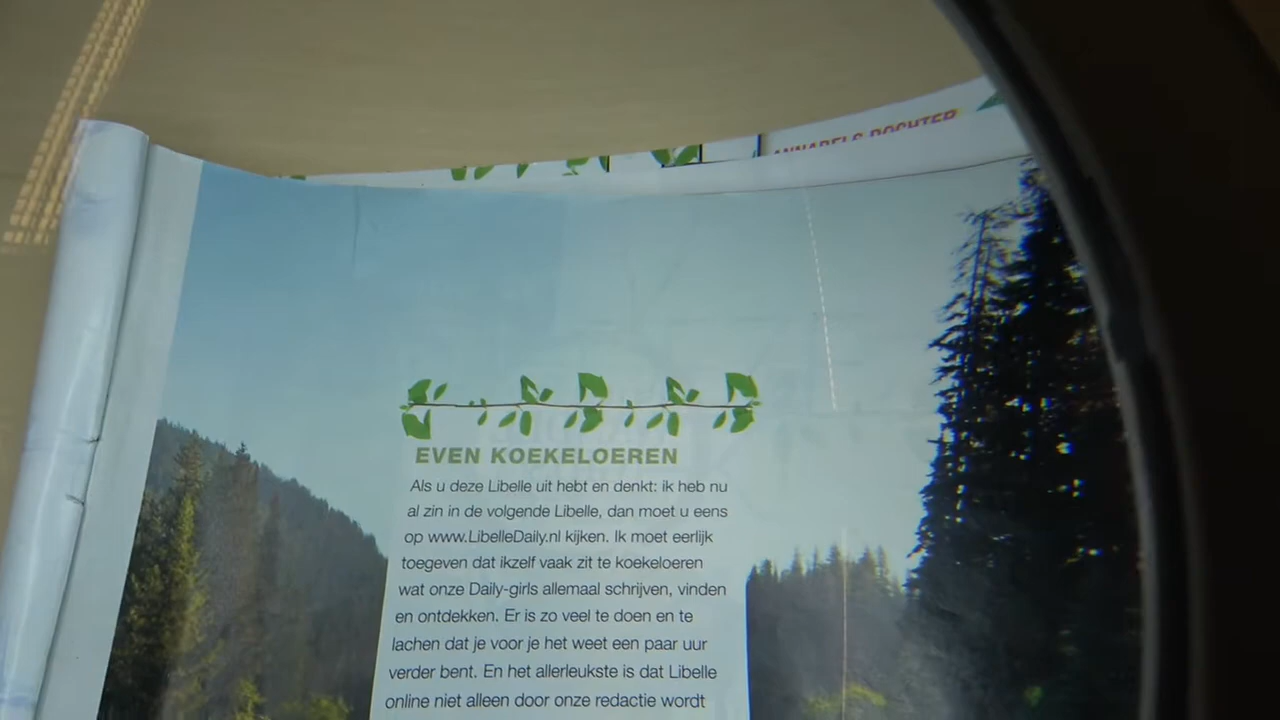 ANNABELS DOCHTER
EVEN KOEKELOEREN
Als u deze Libelle uit hebt en denkt: ik heb nu
al zin in de volgende Libelle, dan moet u eens
op www.LibelleDaily.nl kijken. Ik moet eerlijk
toegeven dat ikzelf vaak zit te koekeloeren
wat onze Daily-girls allemaal schrijven, vinden
en ontdekken. Er is zo veel te doen en te
lachen dat je voor je het weet een paar uur
verder bent. En het allerleukste is dat Libelle
online niet alleen door onze redactie wordt